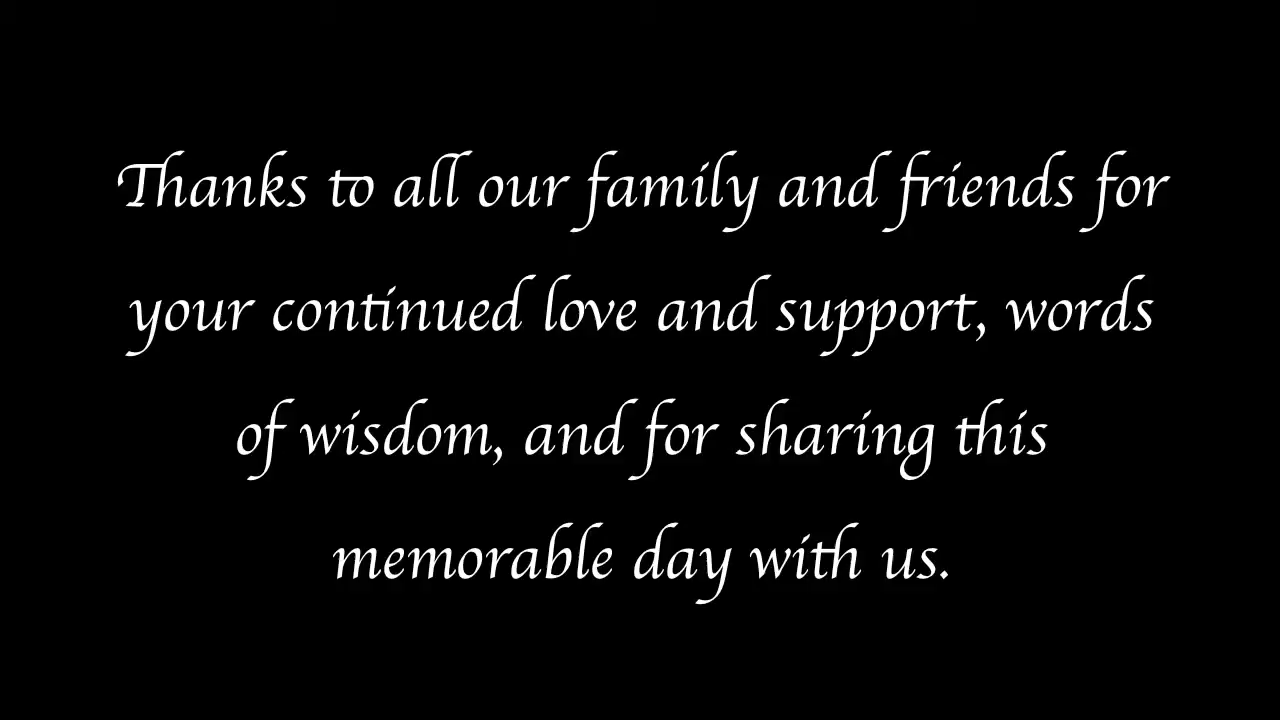 Thanks to all our family and friends for
your continued love and support, words
of wisdom, and for sharing this
memorable day with us.